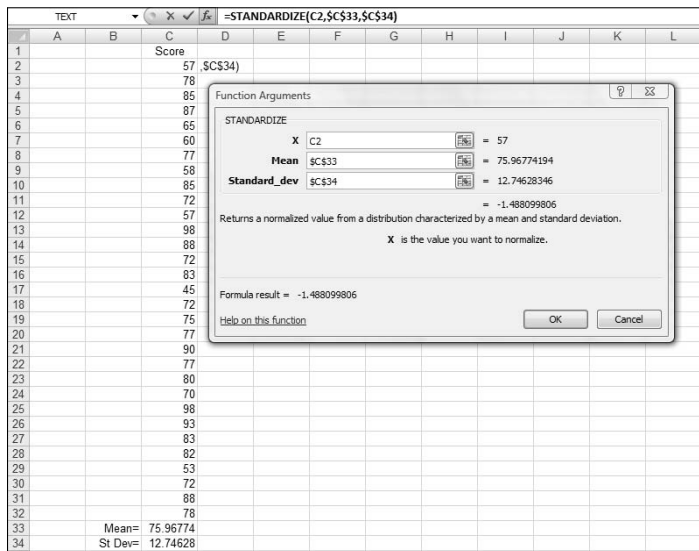 TEXT =STANDARDIZE(C2,$C$33,$C$34)
A B C D E F G H I J K L
1 Score
2 57 ,$C$34)
3 78
4 85
5 87
6 65
7 60
8 77
9 58
10 85
11 72
12 57
13 98
14 88
15 72
16 83
17 45
18 72
19 75
20 77
21 90
22 77
23 80
24 70
25 98
26 93
27 83
28 82
29 53
30 72
31 88
32 78
33 Mean= 75.96774
34 St Dev= 12.74628
Function Arguments
STANDARDIZE
X C2 = 57
Mean $C$33 = 75.96774194
Standard_dev $C$34 = 12.74628346
= -1.488099806
Returns a normalized value from a distribution characterized by a mean and standard deviation.
X is the value you want to normalize.
Formula result = -1.488099806
Help on this function OK Cancel